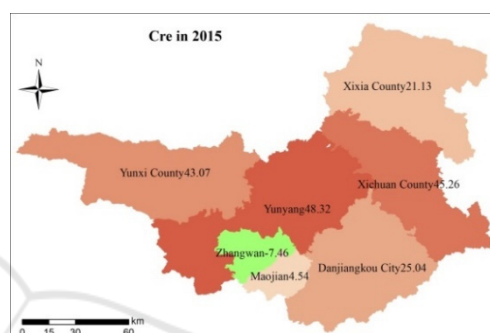 Cre in 2015
N
Xixia County21.13
Yunxi County43.07
Xichuan County45.26
Yunyang48.32
Zhangwan-7.46
Maojian4.54
Danjiangkou City25.04
km
0 15 30 60